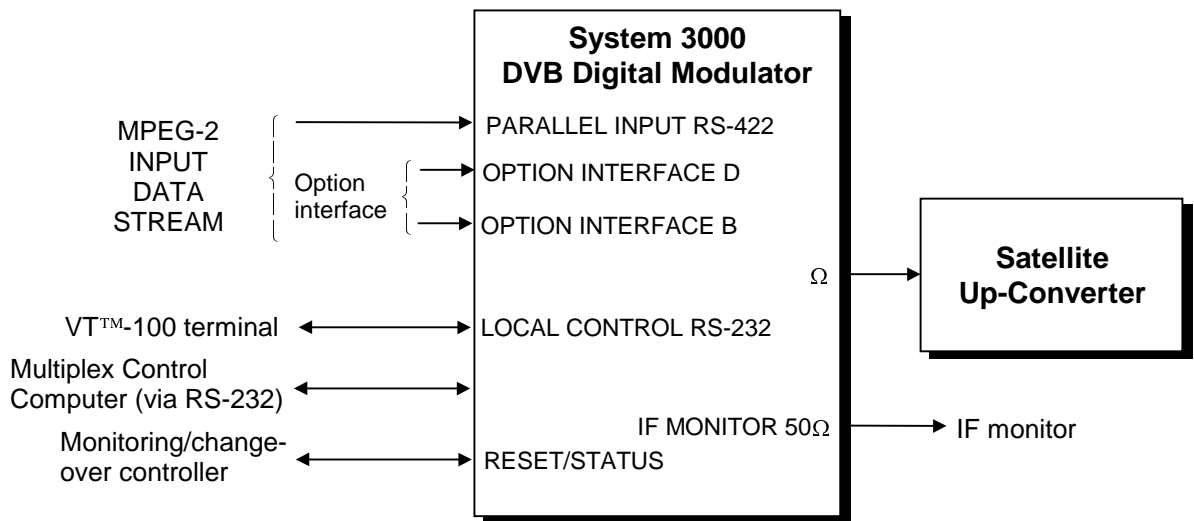 System 3000
DVB Digital Modulator
MPEG-2
INPUT
DATA
STREAM
Option
interface
PARALLEL INPUT RS-422
OPTION INTERFACE D
OPTION INTERFACE B
Ω
Satellite
Up-Converter
VT™-100 terminal
LOCAL CONTROL RS-232
Multiplex Control
Computer (via RS-232)
IF MONITOR 50Ω
IF monitor
Monitoring/change-
over controller
RESET/STATUS